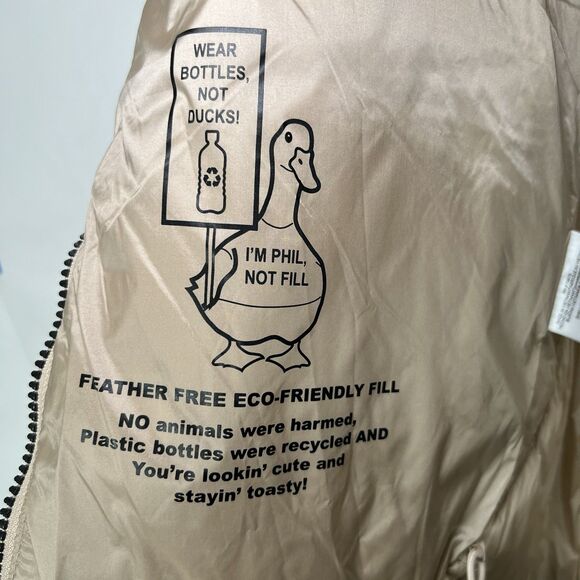 WEAR
BOTTLES,
NOT
DUCKS!
I'M PHIL,
NOT FILL
FEATHER FREE ECO-FRIENDLY FILL
NO animals were harmed,
Plastic bottles were recycled AND
You're lookin' cute and
stayin' toasty!